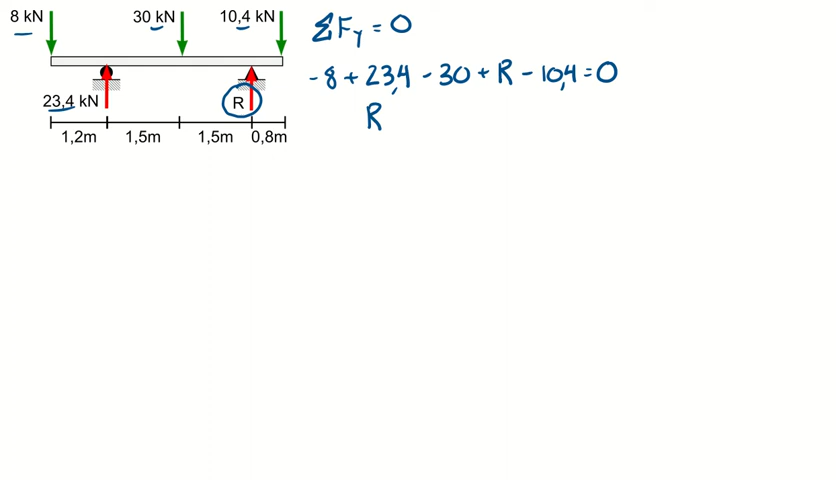 8 kN 30 kN 10,4 kN
23,4 kN R
1,2m 1,5m 1,5m 0,8m
ΣFy = 0
-8 + 23,4 - 30 + R - 10,4 = 0
R